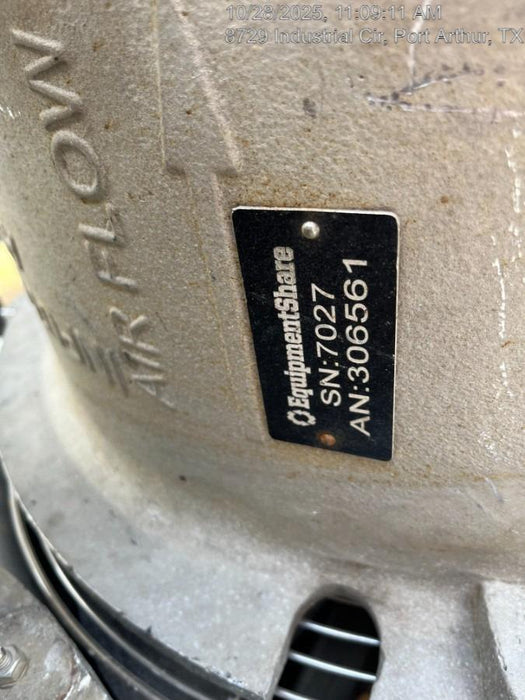 10/28/2025, 11:09:11 AM
8729 Industrial Cir, Port Arthur, TX
AIR FLOW
EquipmentShare
SN:7027
AN:306561